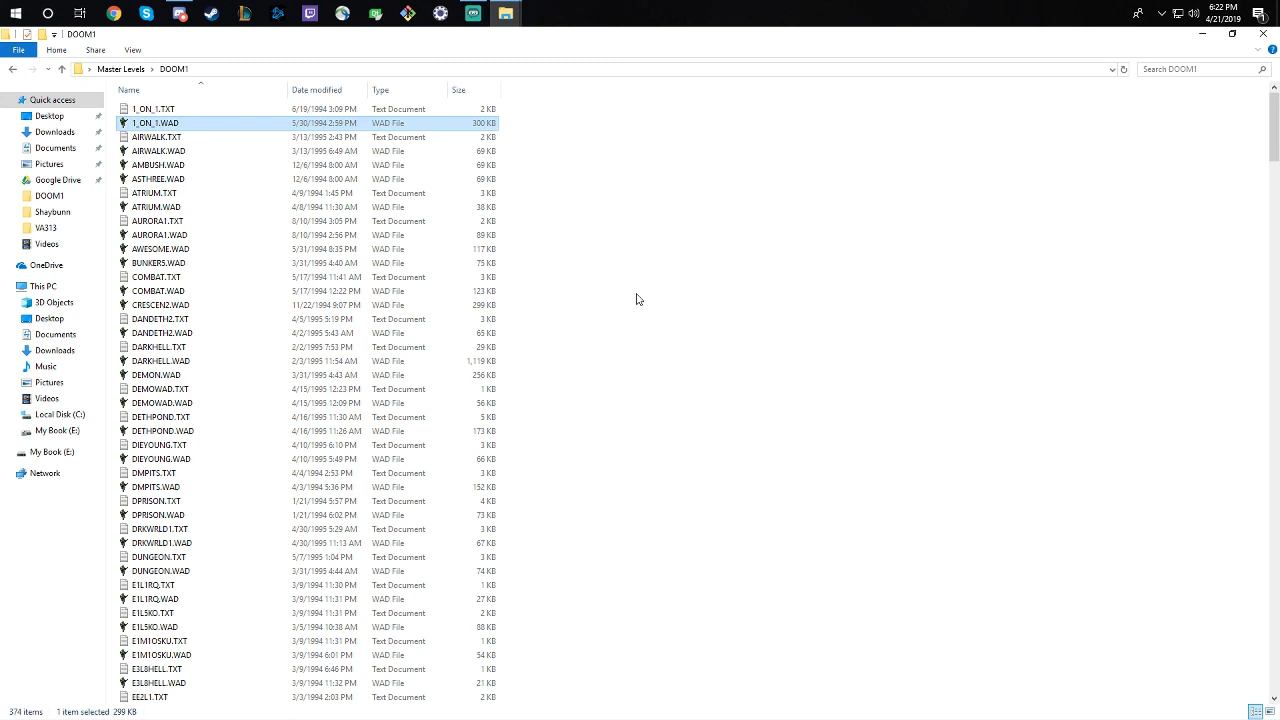 6:22 PM
4/21/2019
DOOM1
File Home Share View
Master Levels > DOOM1
Search DOOM1
Name Date modified Type Size
Quick access
Desktop
Downloads
Documents
Pictures
Google Drive
DOOM1
Shaybunn
VA313
Videos
OneDrive
This PC
3D Objects
Desktop
Documents
Downloads
Music
Pictures
Videos
Local Disk (C:)
My Book (E:)
My Book (E:)
Network
1_ON_1.TXT 6/19/1994 3:09 PM Text Document 2 KB
1_ON_1.WAD 5/30/1994 2:59 PM WAD File 300 KB
AIRWALK.TXT 3/13/1995 2:43 PM Text Document 2 KB
AIRWALK.WAD 3/13/1995 6:49 AM WAD File 69 KB
AMBUSH.WAD 12/6/1994 8:00 AM WAD File 69 KB
ASTHREE.WAD 12/6/1994 8:00 AM WAD File 69 KB
ATRIUM.TXT 4/9/1994 1:45 PM Text Document 3 KB
ATRIUM.WAD 4/8/1994 11:30 AM WAD File 38 KB
AURORA1.TXT 8/10/1994 3:05 PM Text Document 2 KB
AURORA1.WAD 8/10/1994 2:56 PM WAD File 89 KB
AWESOME.WAD 5/31/1994 8:35 PM WAD File 117 KB
BUNKER5.WAD 3/31/1995 4:40 AM WAD File 75 KB
COMBAT.TXT 5/17/1994 11:41 AM Text Document 3 KB
COMBAT.WAD 5/17/1994 12:22 PM WAD File 123 KB
CRESCEN2.WAD 11/22/1994 9:07 PM WAD File 299 KB
DANDETH2.TXT 4/5/1995 5:19 PM Text Document 3 KB
DANDETH2.WAD 4/2/1995 5:43 AM WAD File 65 KB
DARKHELL.TXT 2/2/1995 7:53 PM Text Document 29 KB
DARKHELL.WAD 2/3/1995 11:54 AM WAD File 1,119 KB
DEMON.WAD 3/31/1995 4:43 AM WAD File 256 KB
DEMOWAD.TXT 4/15/1995 12:23 PM Text Document 1 KB
DEMOWAD.WAD 4/15/1995 12:09 PM WAD File 56 KB
DETHPOND.TXT 4/16/1995 11:30 AM Text Document 5 KB
DETHPOND.WAD 4/16/1995 11:26 AM WAD File 173 KB
DIEYOUNG.TXT 4/10/1995 6:10 PM Text Document 3 KB
DIEYOUNG.WAD 4/10/1995 5:49 PM WAD File 66 KB
DMPITS.TXT 4/4/1994 2:53 PM Text Document 3 KB
DMPITS.WAD 4/3/1994 5:36 PM WAD File 152 KB
DPRISON.TXT 1/21/1994 5:57 PM Text Document 4 KB
DPRISON.WAD 1/21/1994 6:02 PM WAD File 73 KB
DRKWRLD1.TXT 4/30/1995 5:29 AM Text Document 3 KB
DRKWRLD1.WAD 4/30/1995 11:13 AM WAD File 67 KB
DUNGEON.TXT 5/7/1995 1:04 PM Text Document 3 KB
DUNGEON.WAD 3/31/1995 4:44 AM WAD File 74 KB
E1L1RQ.TXT 3/9/1994 11:30 PM Text Document 1 KB
E1L1RQ.WAD 3/9/1994 11:31 PM WAD File 27 KB
E1L5KO.TXT 3/9/1994 11:31 PM Text Document 2 KB
E1L5KO.WAD 3/5/1994 10:38 AM WAD File 88 KB
E1M1OSKU.TXT 3/9/1994 11:31 PM Text Document 1 KB
E1M1OSKU.WAD 3/9/1994 6:01 PM WAD File 54 KB
E3L8HELL.TXT 3/9/1994 6:46 PM Text Document 1 KB
E3L8HELL.WAD 3/9/1994 11:32 PM WAD File 21 KB
EE2L1.TXT 3/3/1994 2:03 PM Text Document 2 KB
374 items 1 item selected 299 KB